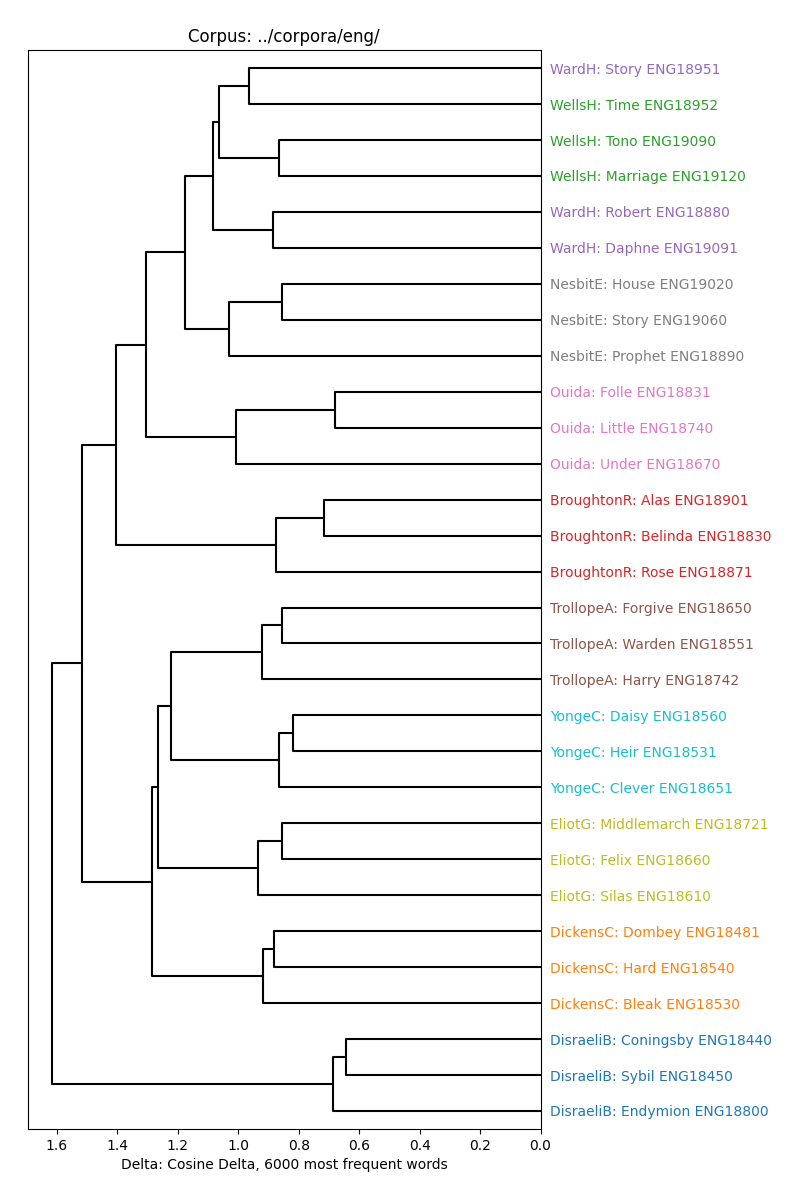 Corpus: ../corpora/eng/
WardH: Story ENG18951
WellsH: Time ENG18952
WellsH: Tono ENG19090
WellsH: Marriage ENG19120
WardH: Robert ENG18880
WardH: Daphne ENG19091
NesbitE: House ENG19020
NesbitE: Story ENG19060
NesbitE: Prophet ENG18890
Ouida: Folle ENG18831
Ouida: Little ENG18740
Ouida: Under ENG18670
BroughtonR: Alas ENG18901
BroughtonR: Belinda ENG18830
BroughtonR: Rose ENG18871
TrollopeA: Forgive ENG18650
TrollopeA: Warden ENG18551
TrollopeA: Harry ENG18742
YongeC: Daisy ENG18560
YongeC: Heir ENG18531
YongeC: Clever ENG18651
EliotG: Middlemarch ENG18721
EliotG: Felix ENG18660
EliotG: Silas ENG18610
DickensC: Dombey ENG18481
DickensC: Hard ENG18540
DickensC: Bleak ENG18530
DisraeliB: Coningsby ENG18440
DisraeliB: Sybil ENG18450
DisraeliB: Endymion ENG18800
1.6 1.4 1.2 1.0 0.8 0.6 0.4 0.2 0.0
Delta: Cosine Delta, 6000 most frequent words